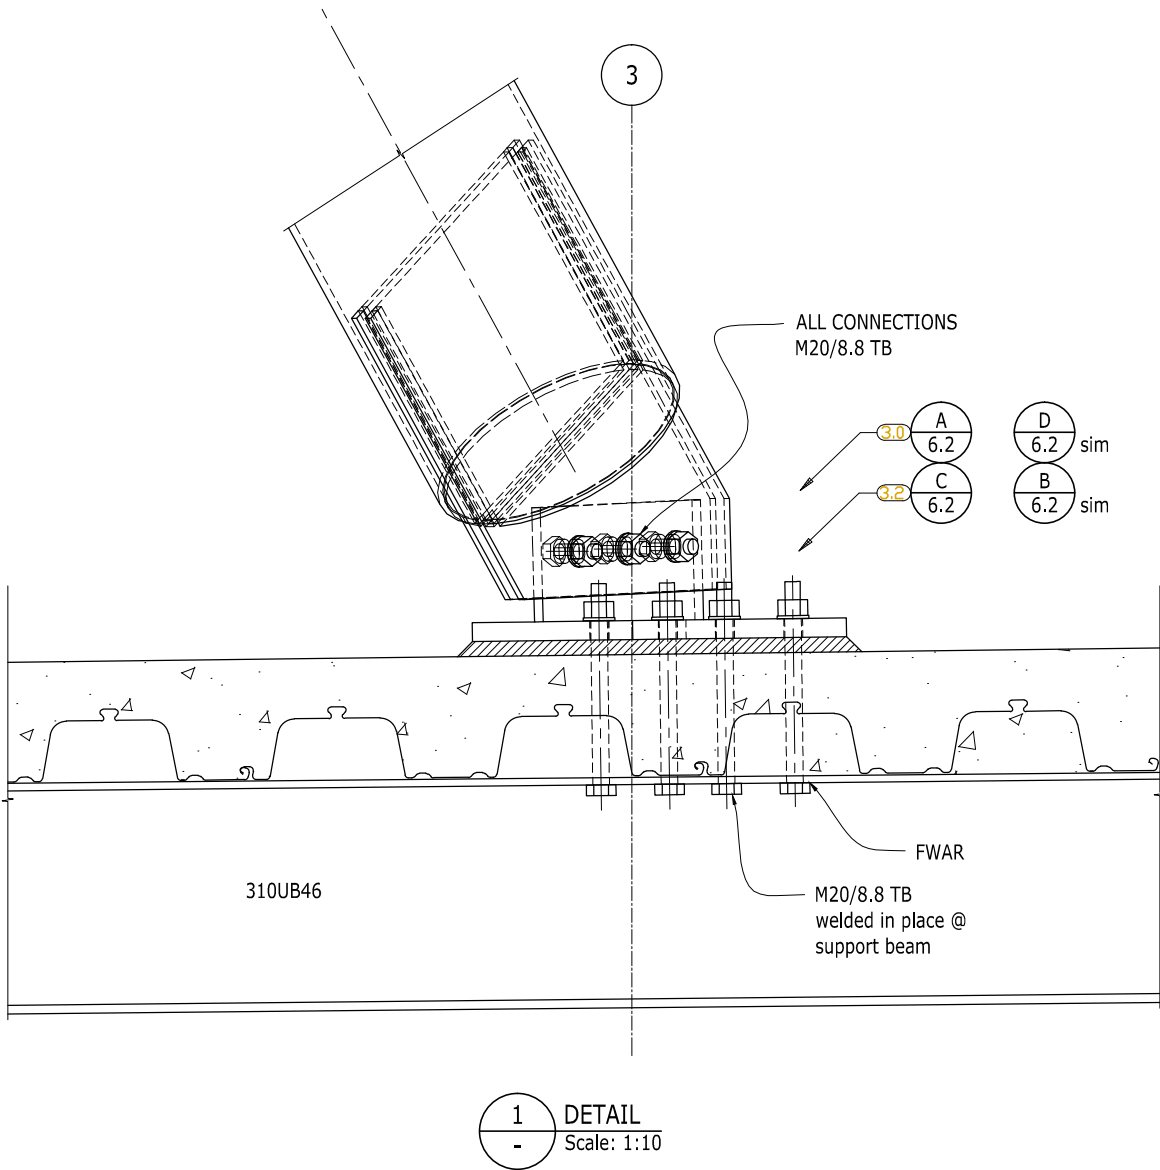 3
ALL CONNECTIONS
M20/8.8 TB
3.0
A
6.2
D
6.2
sim
3.2
C
6.2
B
6.2
sim
FWAR
310UB46
M20/8.8 TB
welded in place @
support beam
1
-
DETAIL
Scale: 1:10